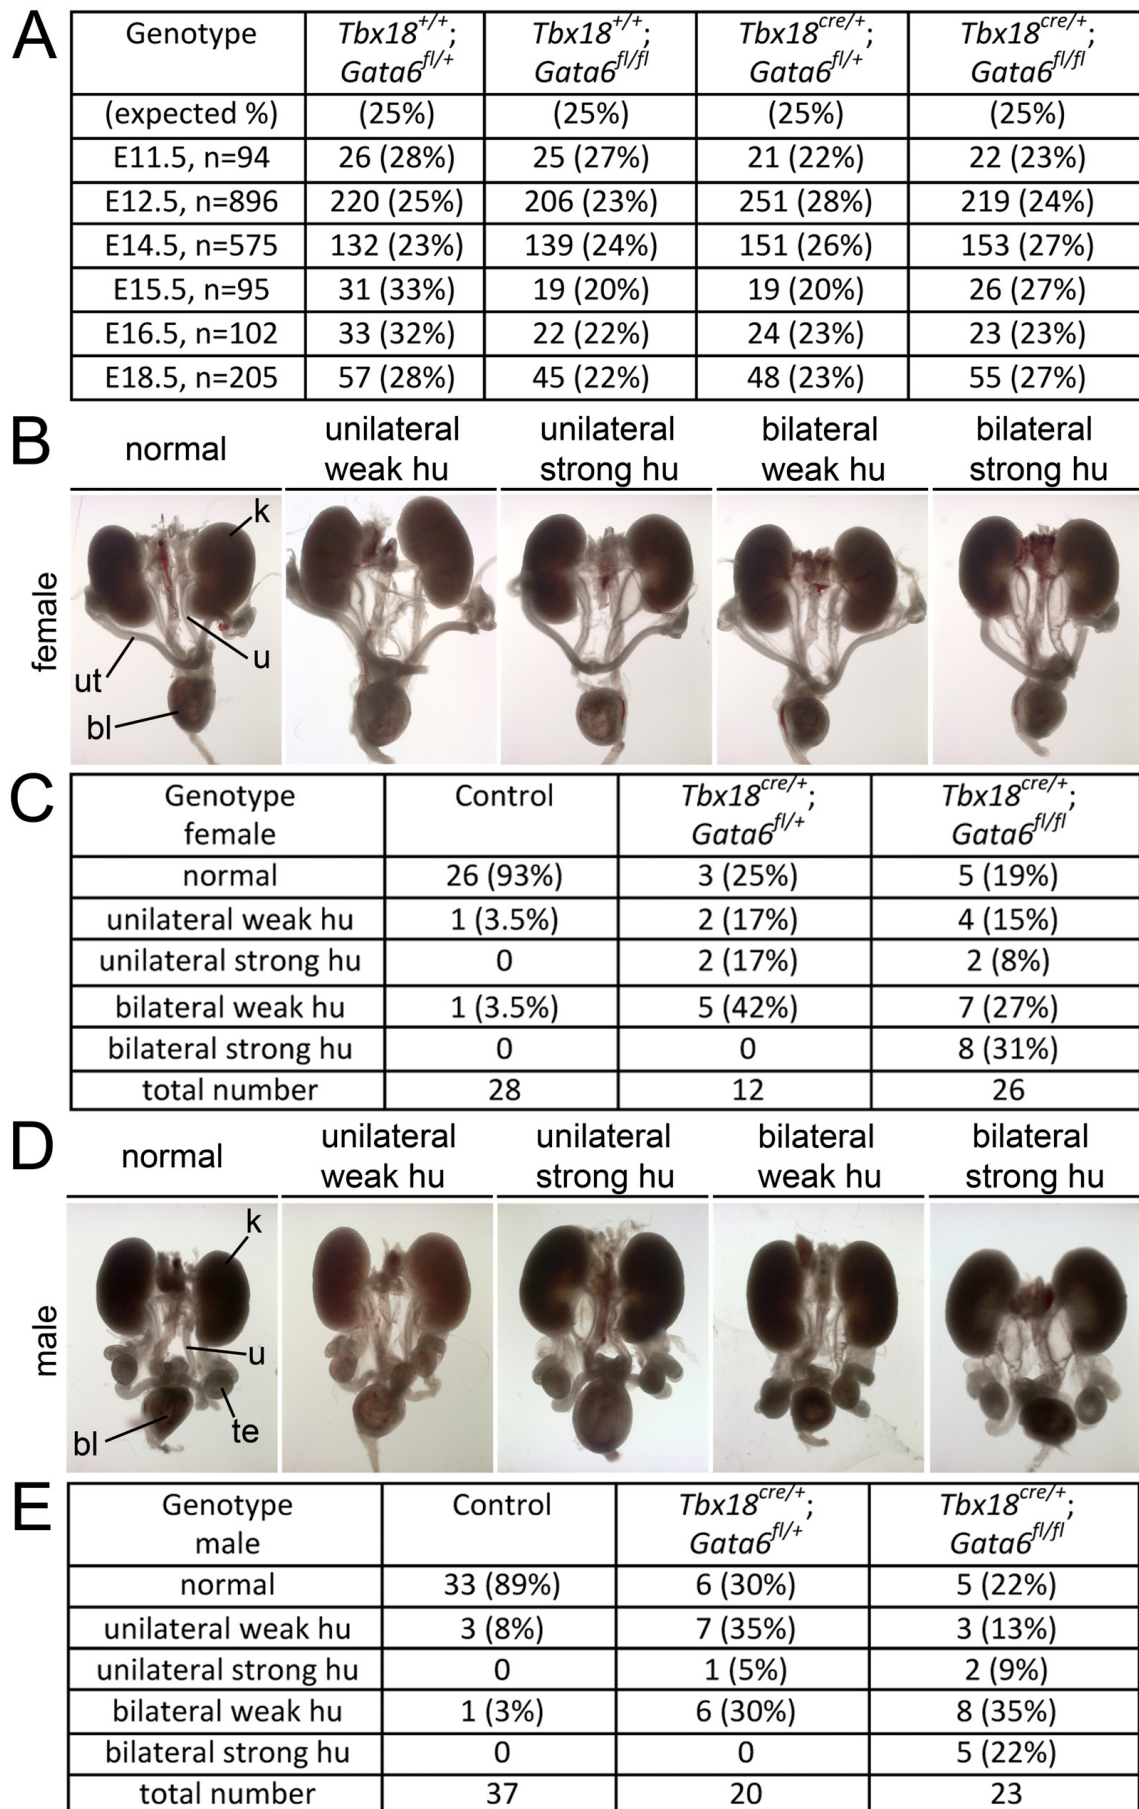 A
Genotype Tbx18+/+; Tbx18+/+; Tbx18cre/+; Tbx18cre/+;
Gata6fl/+ Gata6fl/fl Gata6fl/+ Gata6fl/fl
(expected %) (25%) (25%) (25%) (25%)
E11.5, n=94 26 (28%) 25 (27%) 21 (22%) 22 (23%)
E12.5, n=896 220 (25%) 206 (23%) 251 (28%) 219 (24%)
E14.5, n=575 132 (23%) 139 (24%) 151 (26%) 153 (27%)
E15.5, n=95 31 (33%) 19 (20%) 19 (20%) 26 (27%)
E16.5, n=102 33 (32%) 22 (22%) 24 (23%) 23 (23%)
E18.5, n=205 57 (28%) 45 (22%) 48 (23%) 55 (27%)
B
normal unilateral unilateral bilateral bilateral
weak hu strong hu weak hu strong hu
female
k
u
ut
bl
C
Genotype Control Tbx18cre/+; Tbx18cre/+;
female Gata6fl/+ Gata6fl/fl
normal 26 (93%) 3 (25%) 5 (19%)
unilateral weak hu 1 (3.5%) 2 (17%) 4 (15%)
unilateral strong hu 0 2 (17%) 2 (8%)
bilateral weak hu 1 (3.5%) 5 (42%) 7 (27%)
bilateral strong hu 0 0 8 (31%)
total number 28 12 26
D
normal unilateral unilateral bilateral bilateral
weak hu strong hu weak hu strong hu
male
k
u
te
bl
E
Genotype Control Tbx18cre/+; Tbx18cre/+;
male Gata6fl/+ Gata6fl/fl
normal 33 (89%) 6 (30%) 5 (22%)
unilateral weak hu 3 (8%) 7 (35%) 3 (13%)
unilateral strong hu 0 1 (5%) 2 (9%)
bilateral weak hu 1 (3%) 6 (30%) 8 (35%)
bilateral strong hu 0 0 5 (22%)
total number 37 20 23